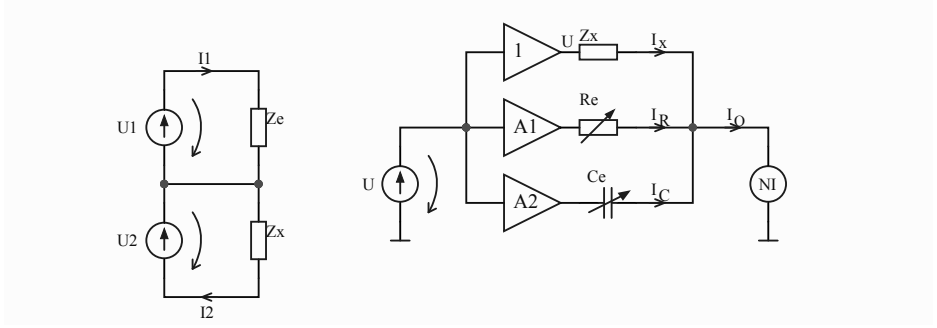 I1
U1
Ze
U2
Zx
I2
1
U
Zx
Ix
Re
A1
IR
IO
U
Ce
A2
IC
NI